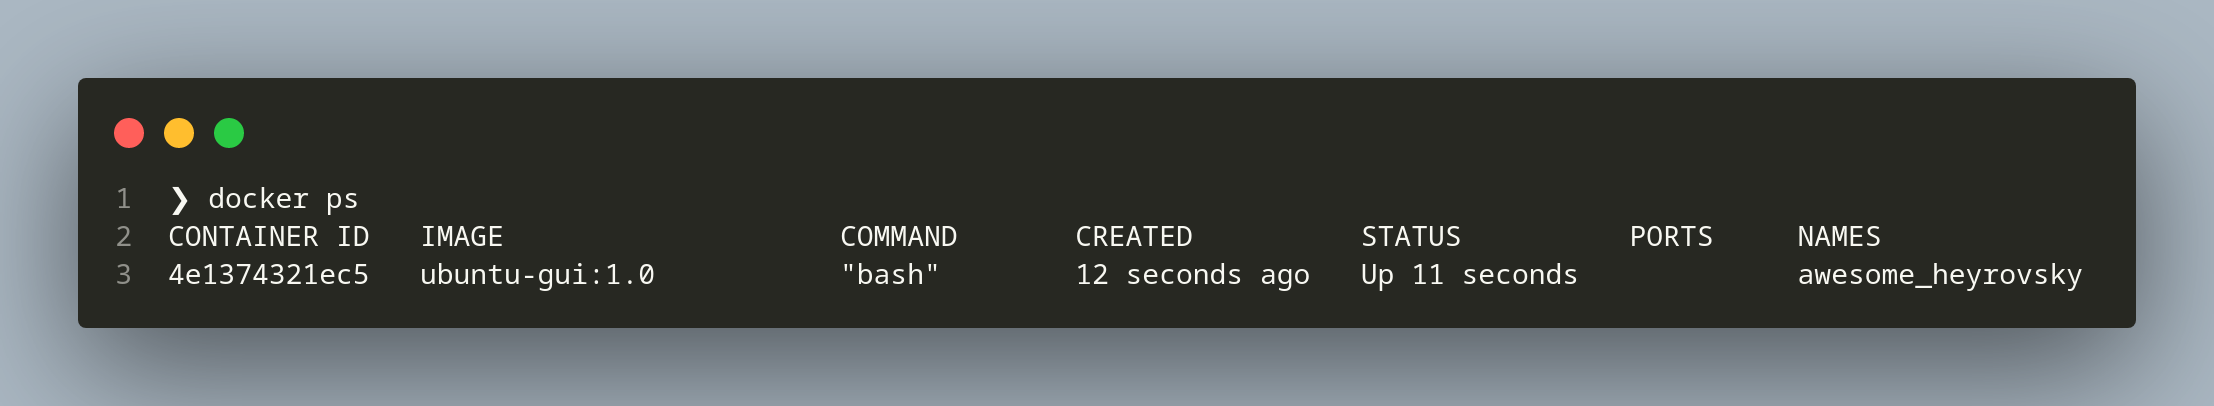 1 ❯ docker ps
2 CONTAINER ID   IMAGE                    COMMAND       CREATED          STATUS          PORTS     NAMES
3 4e1374321ec5   ubuntu-gui:1.0           "bash"        12 seconds ago   Up 11 seconds             awesome_heyrovsky